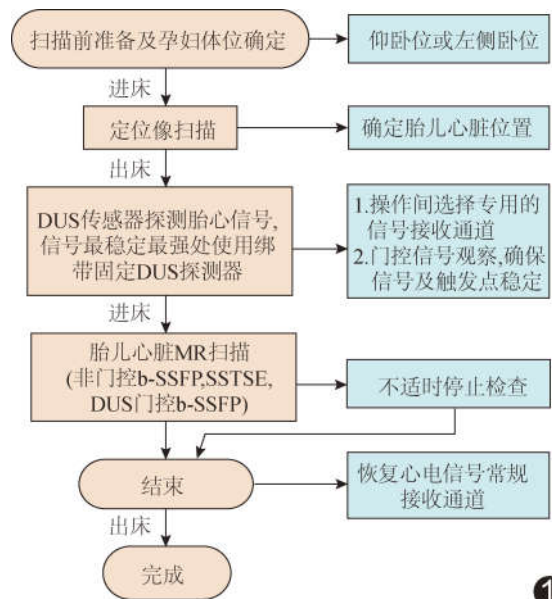 扫描前准备及孕妇体位确定
仰卧位或左侧卧位
进床
定位像扫描
确定胎儿心脏位置
出床
DUS传感器探测胎心信号,
信号最稳定最强处使用绑
带固定DUS探测器
1.操作间选择专用的
信号接收通道
2.门控信号观察,确保
信号及触发点稳定
进床
胎儿心脏MR扫描
(非门控b-SSFP,SSTSE,
DUS门控b-SSFP)
不适时停止检查
结束
恢复心电信号常规
接收通道
出床
完成
1